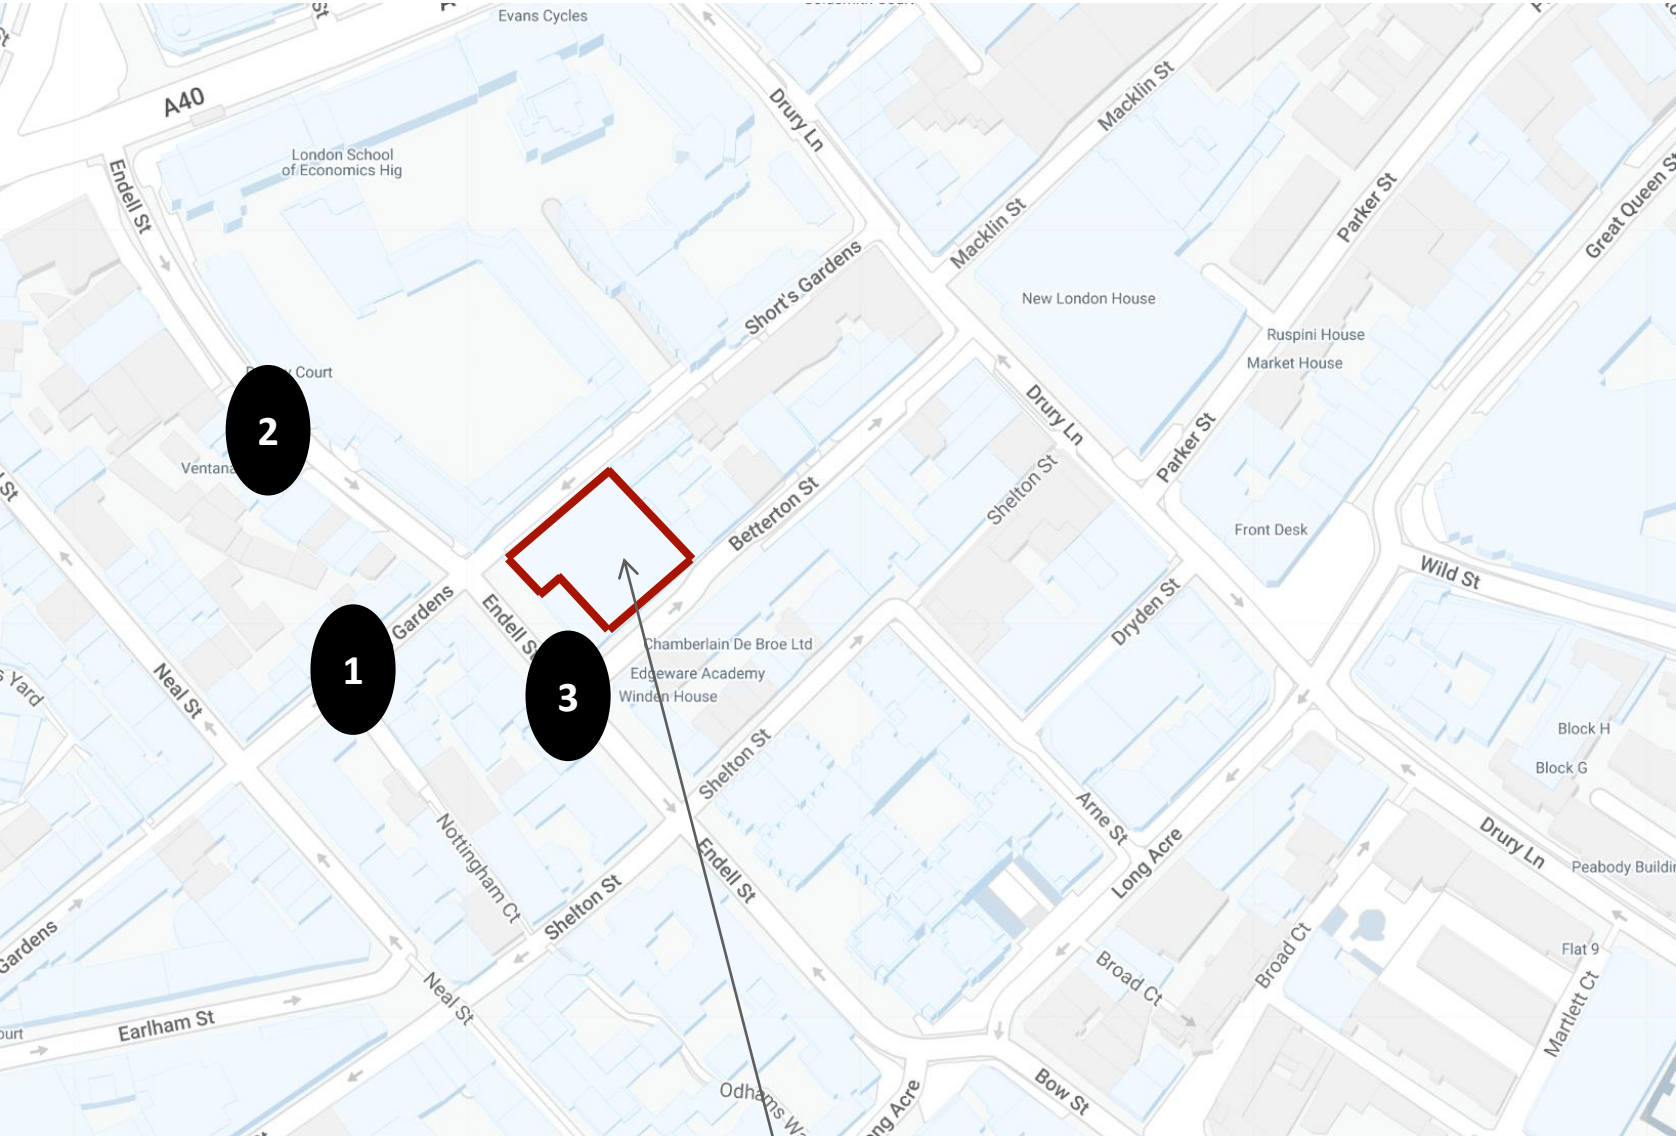 Evans Cycles
A40
London School
of Economics Hig
Endell St
Drury Ln
Macklin St
Macklin St
Parker St
Great Queen St
Short's Gardens
New London House
Ruspini House
Market House
Court
2
Ventana
Drury Ln
Parker St
Shelton St
Betterton St
Front Desk
Wild St
Gardens
Endell St
Dryden St
1
3
Chamberlain De Broe Ltd
Edgeware Academy
Winden House
Neal St
Yard
Block H
Block G
Shelton St
Arne St
Long Acre
Drury Ln
Peabody Buildin
Nottingham Ct
Endell St
Shelton St
Gardens
Broad Ct
Broad Ct
Flat 9
Neal St
Earlham St
Martlett Ct
Odhams Wa
Bow St
ong Acre